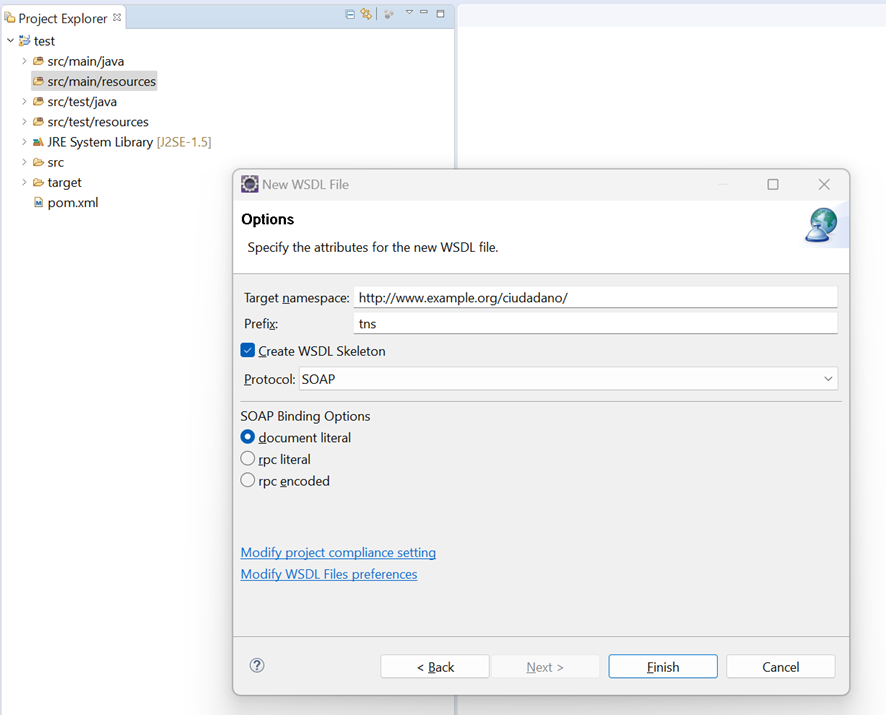 Project Explorer
test
src/main/java
src/main/resources
src/test/java
src/test/resources
JRE System Library [J2SE-1.5]
src
target
pom.xml
New WSDL File
Options
Specify the attributes for the new WSDL file.
Target namespace: http://www.example.org/ciudadano/
Prefix: tns
Create WSDL Skeleton
Protocol: SOAP
SOAP Binding Options
document literal
rpc literal
rpc encoded
Modify project compliance setting
Modify WSDL Files preferences
? < Back Next > Finish Cancel